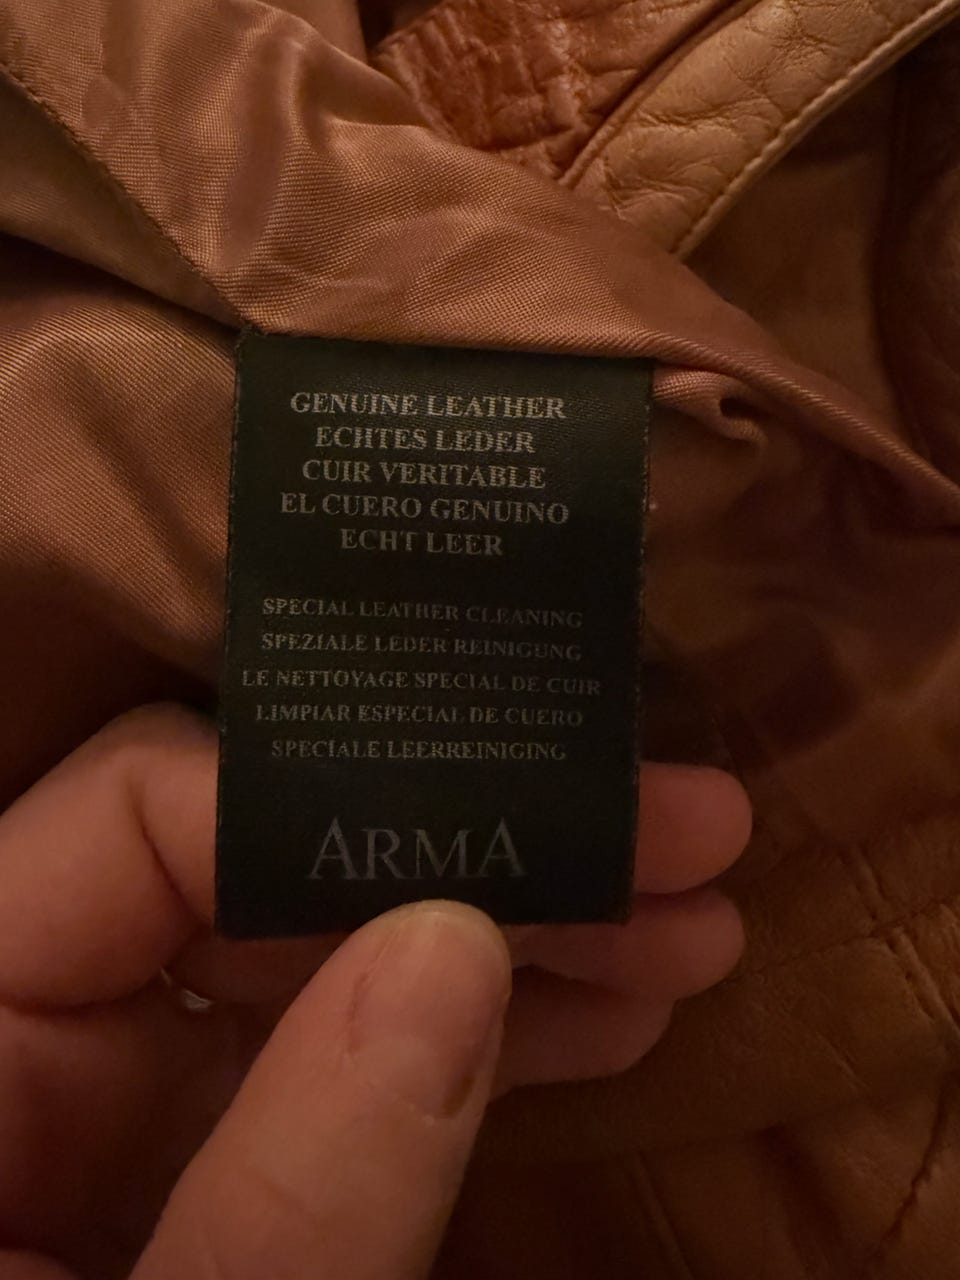 GENUINE LEATHER
ECHTES LEDER
CUIR VERITABLE
EL CUERO GENUINO
ECHT LEER
SPECIAL LEATHER CLEANING
SPEZIALE LEDER REINIGUNG
LE NETTOYAGE SPECIAL DE CUIR
LIMPIAR ESPECIAL DE CUERO
SPECIALE LEERREINIGING
ARMA